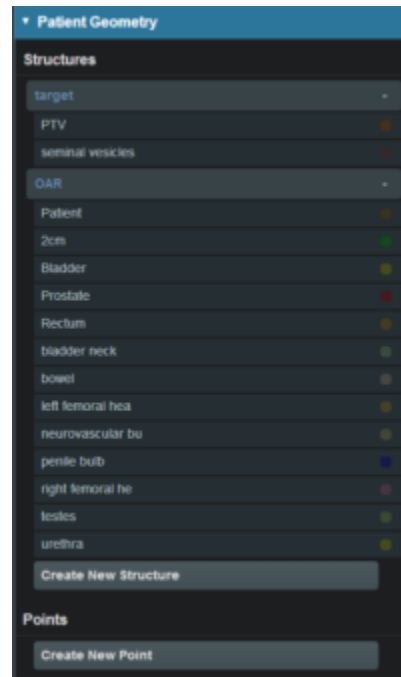 Patient Geometry
Structures
target
PTV
seminal vesicles
OAR
Patient
2cm
Bladder
Prostate
Rectum
bladder neck
bowel
left femoral hea
neurovascular bu
penile bulb
right femoral he
testes
urethra
Create New Structure
Points
Create New Point